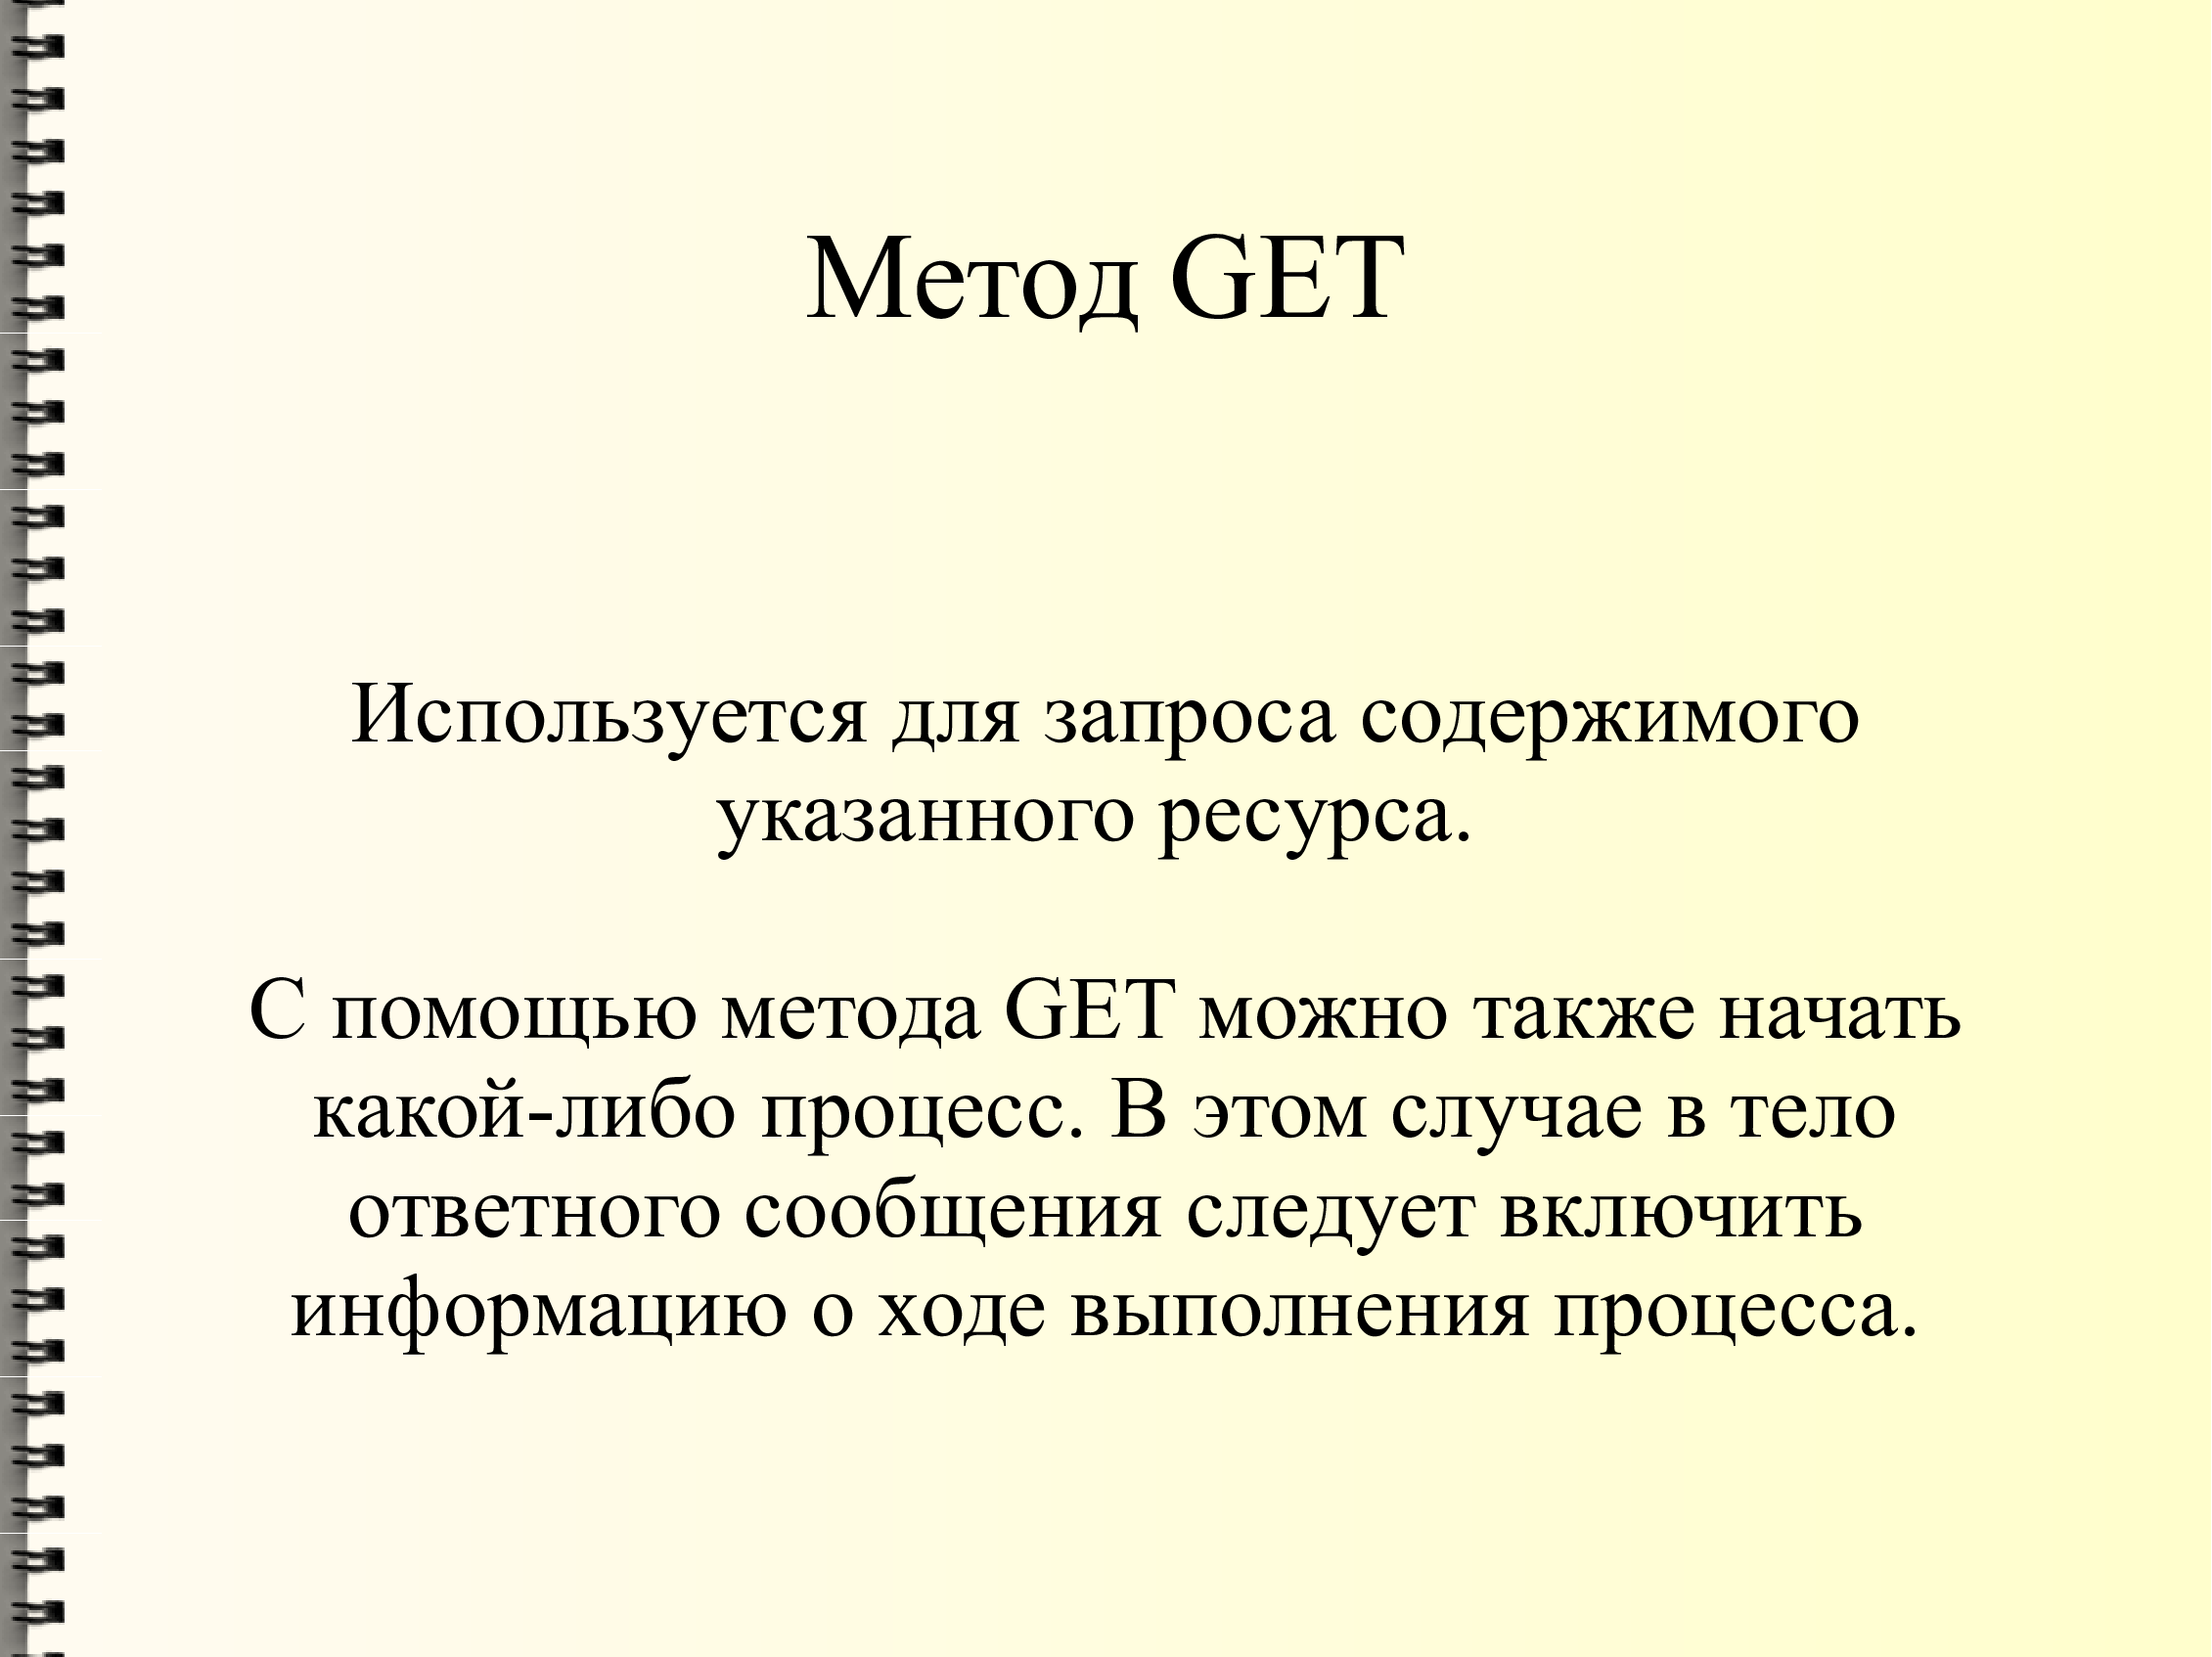 Метод GET
Используется для запроса содержимого
указанного ресурса.
С помощью метода GET можно также начать
какой-либо процесс. В этом случае в тело
ответного сообщения следует включить
информацию о ходе выполнения процесса.